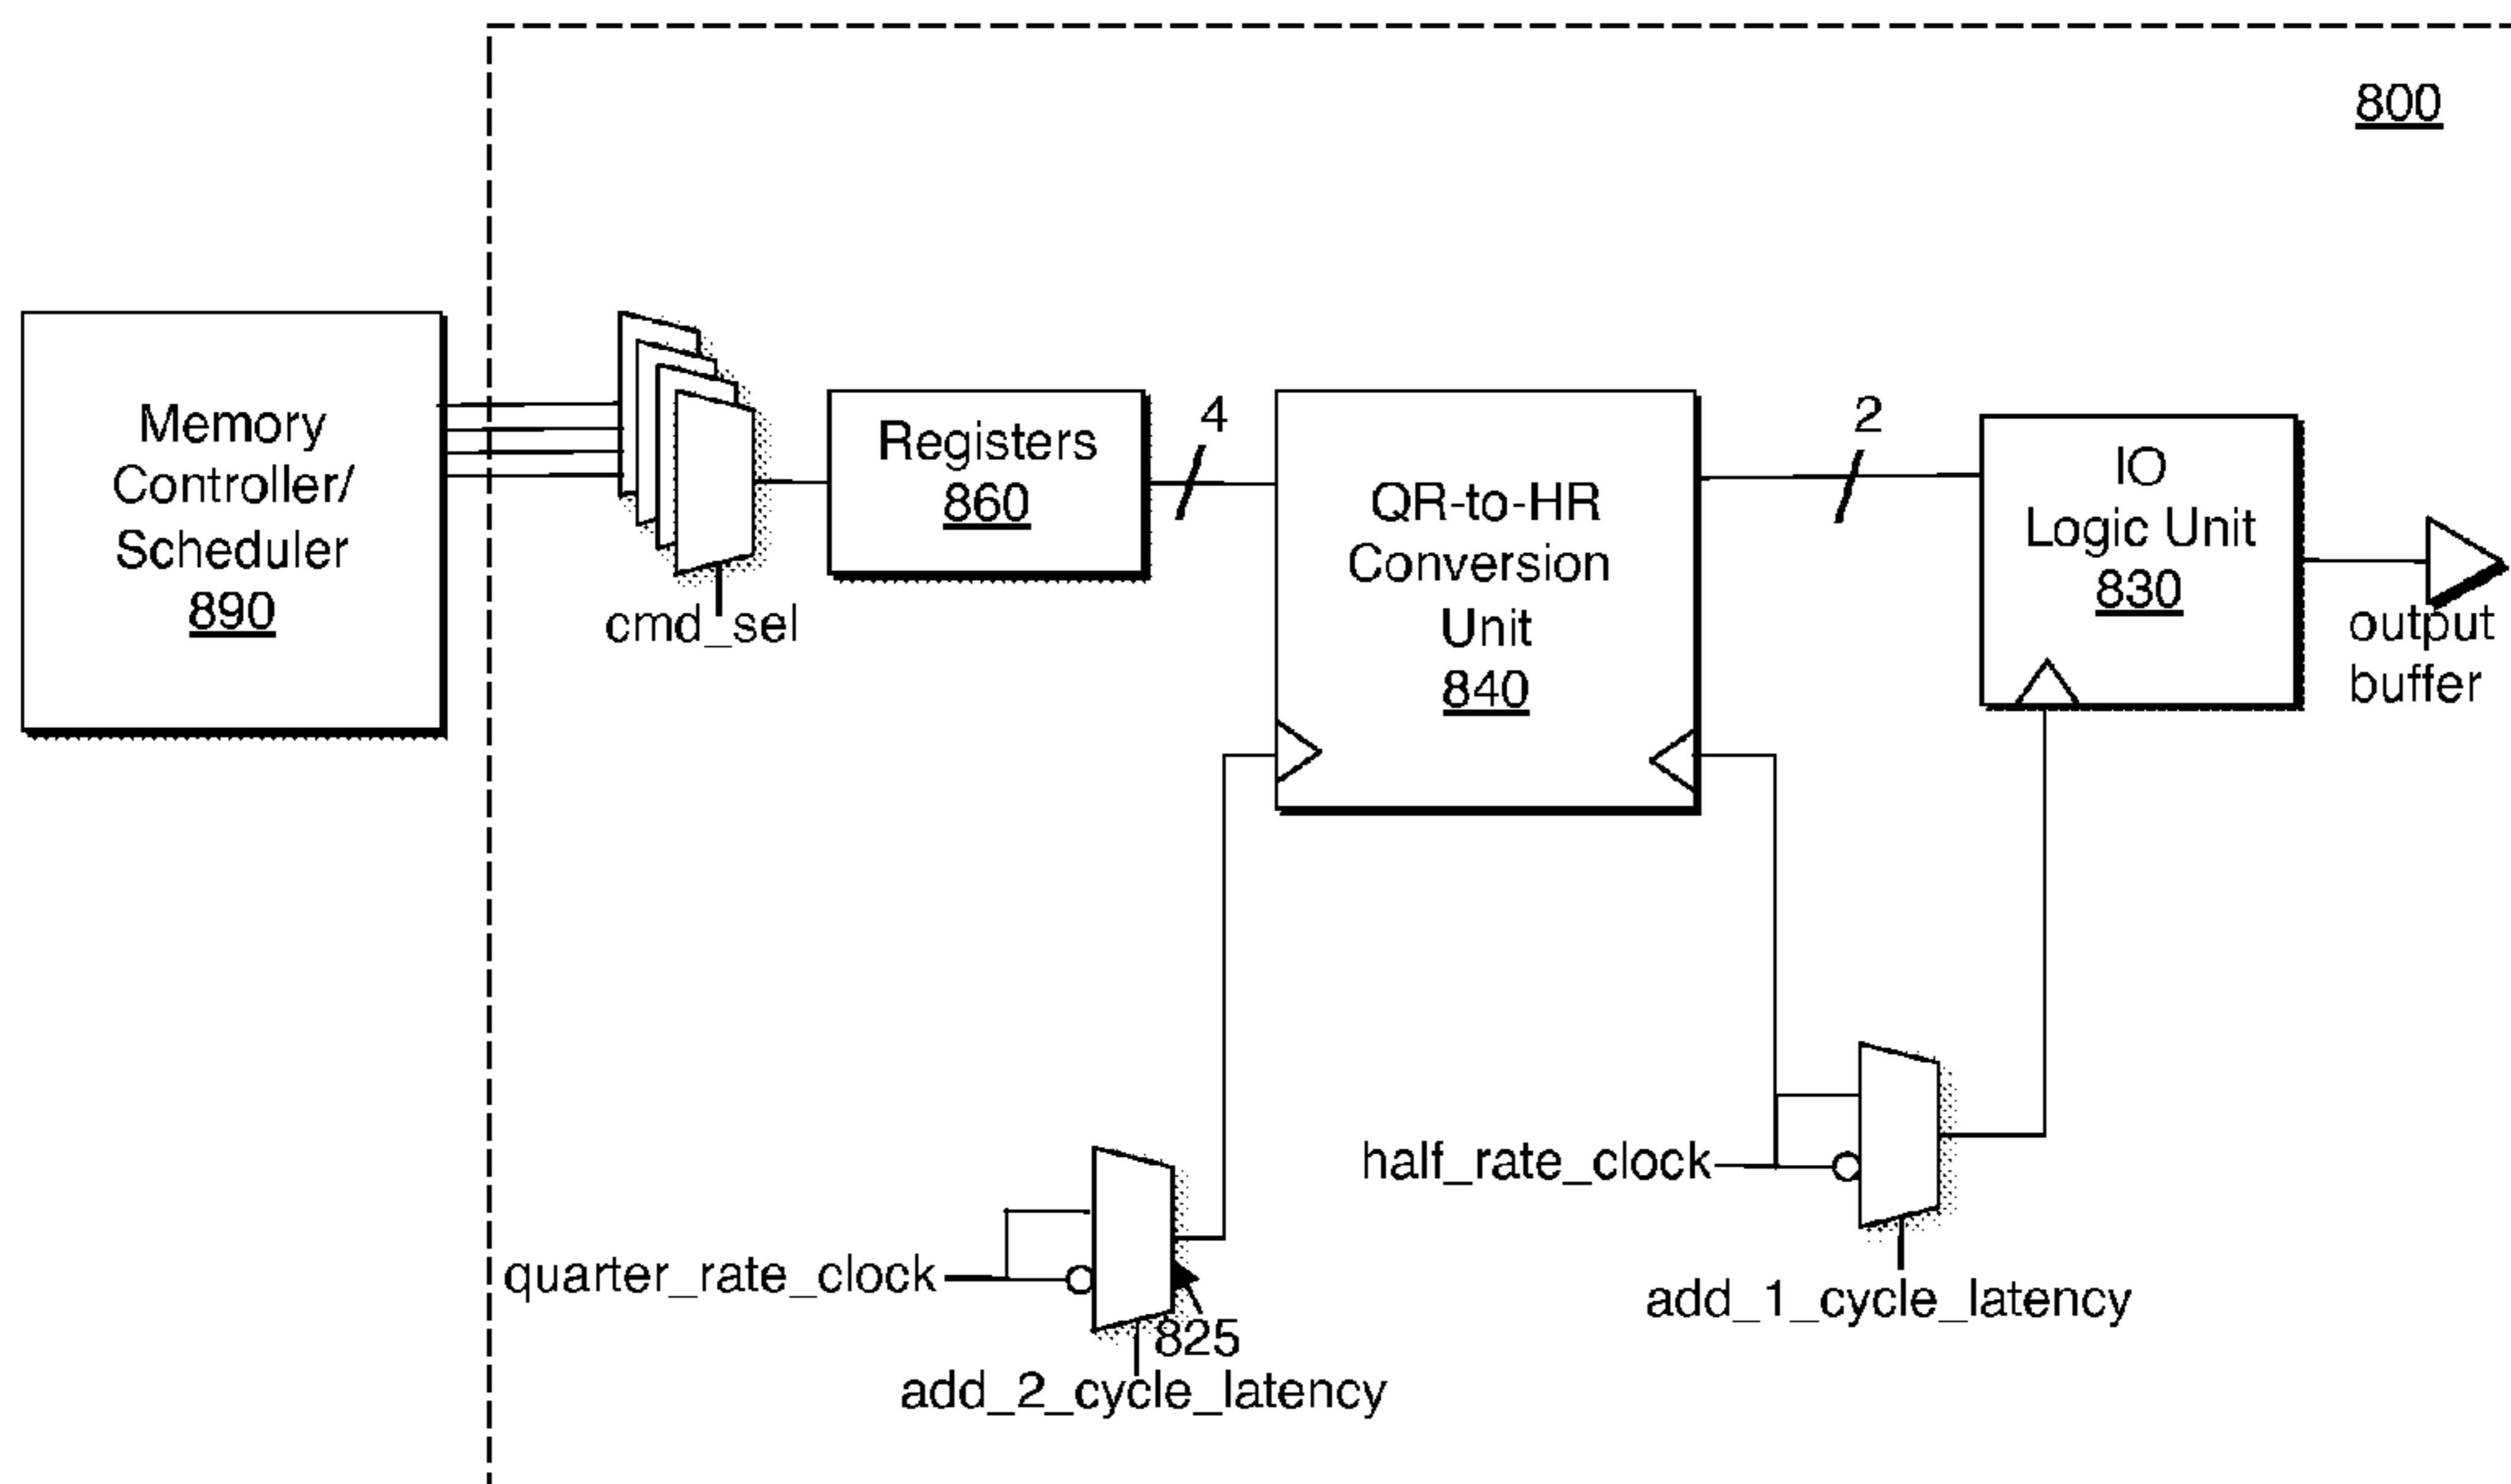 800
Memory
Controller/
Scheduler
890
cmd_sel
Registers
860
4
QR-to-HR
Conversion
Unit
840
2
IO
Logic Unit
830
output
buffer
half_rate_clock
add_1_cycle_latency
quarter_rate_clock
825
add_2_cycle_latency